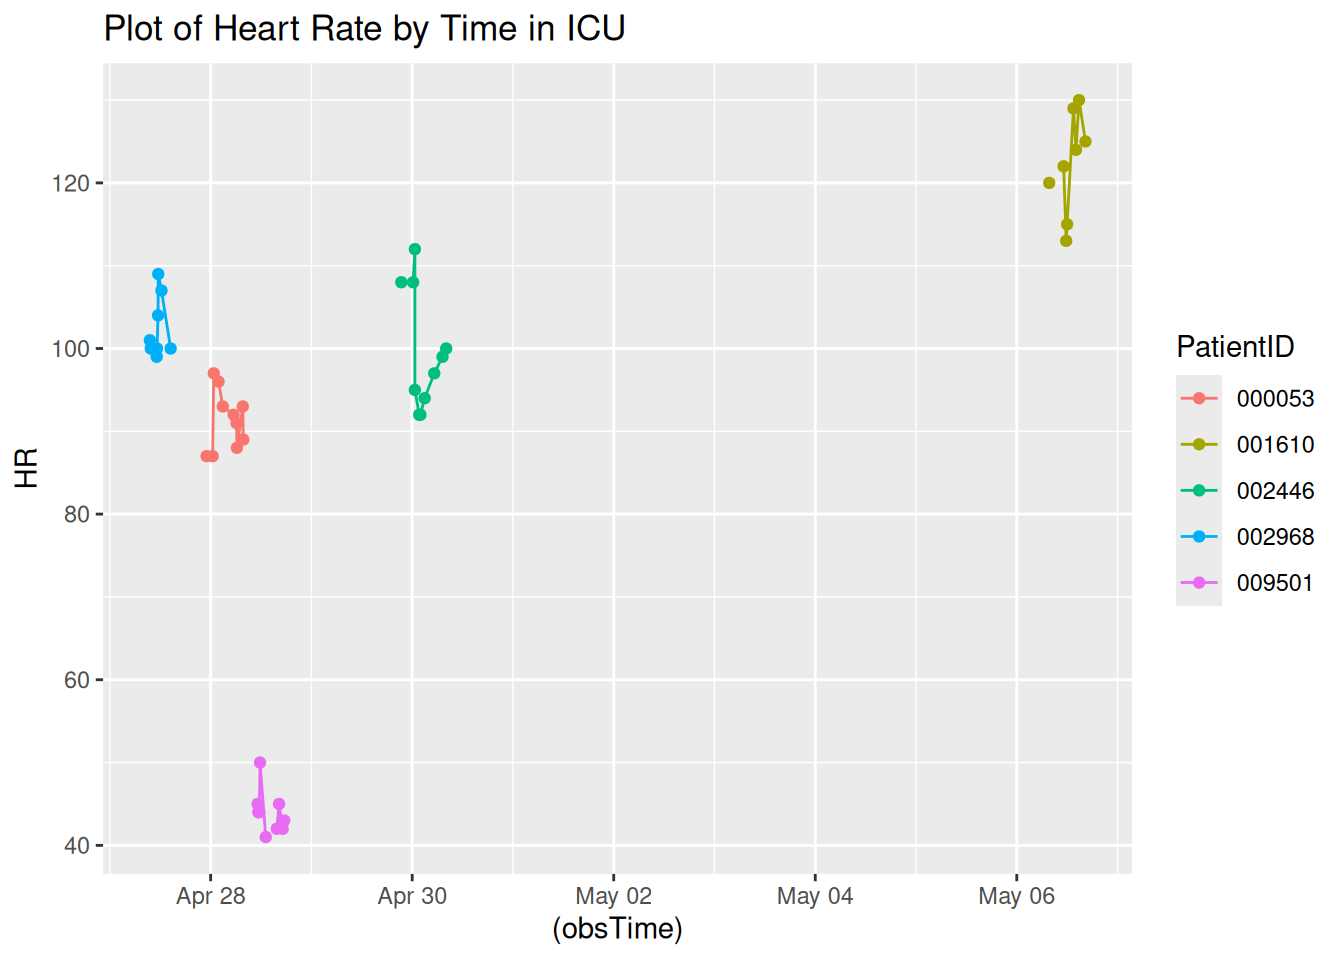 Plot of Heart Rate by Time in ICU
120
100
80
60
40
HR
Apr 28
Apr 30
May 02
May 04
May 06
(obsTime)
PatientID
000053
001610
002446
002968
009501